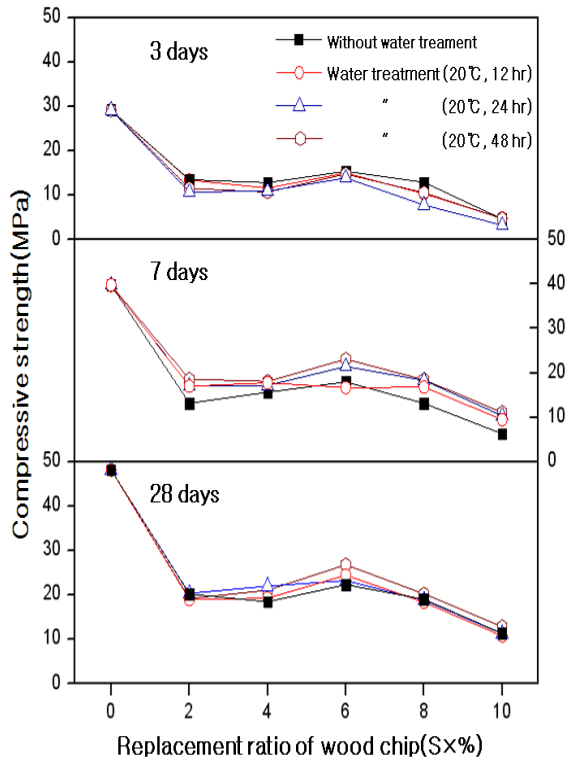 50
40
30
20
10
0
3 days
Without water treament
Water treatment (20℃, 12 hr)
〃 (20℃, 24 hr)
〃 (20℃, 48 hr)
7 days
50
40
30
20
10
0
50
40
30
20
10
0
28 days
Compressive strength(MPa)
0 2 4 6 8 10
Replacement ratio of wood chip(S×%)